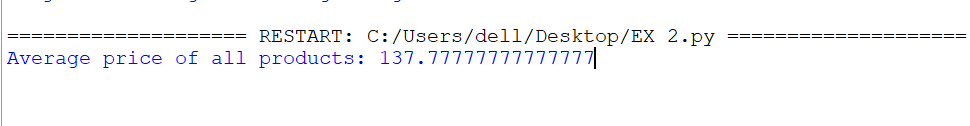 ==================== RESTART: C:/Users/dell/Desktop/EX 2.py ====================
Average price of all products: 137.77777777777777